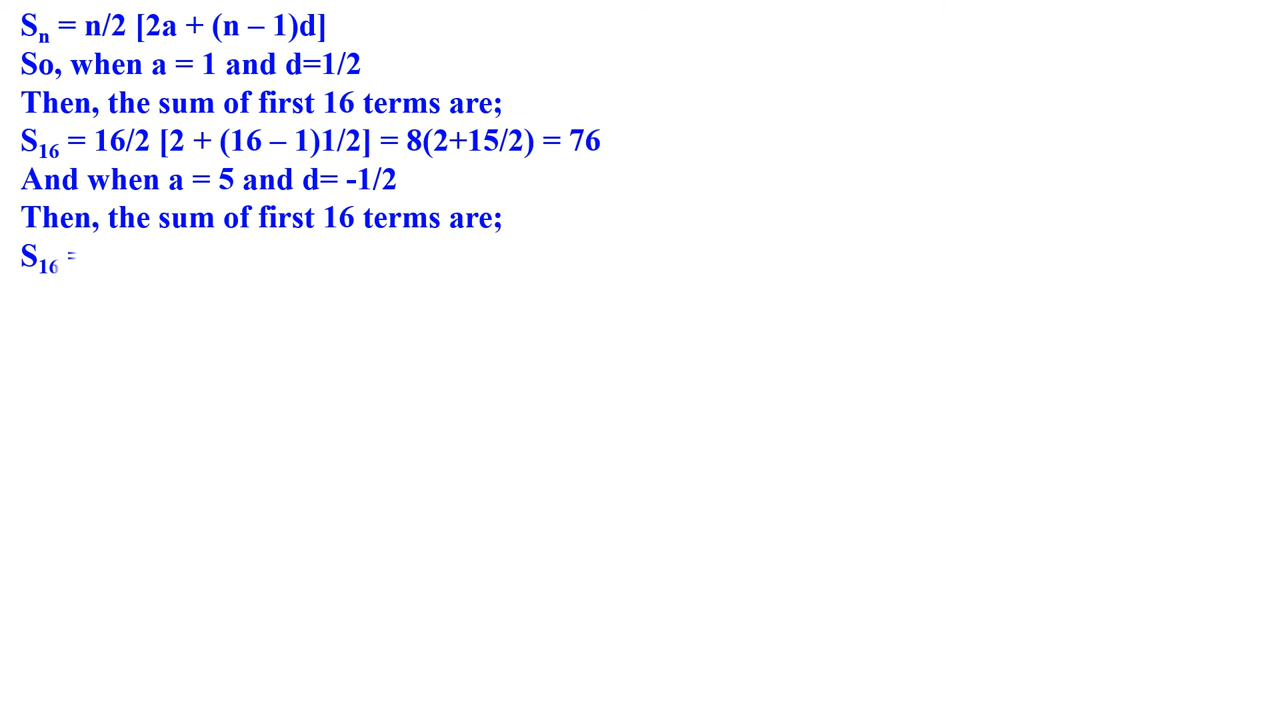 Sn = n/2 [2a + (n – 1)d]
So, when a = 1 and d=1/2
Then, the sum of first 16 terms are;
S16 = 16/2 [2 + (16 – 1)1/2] = 8(2+15/2) = 76
And when a = 5 and d= -1/2
Then, the sum of first 16 terms are;
S16 =